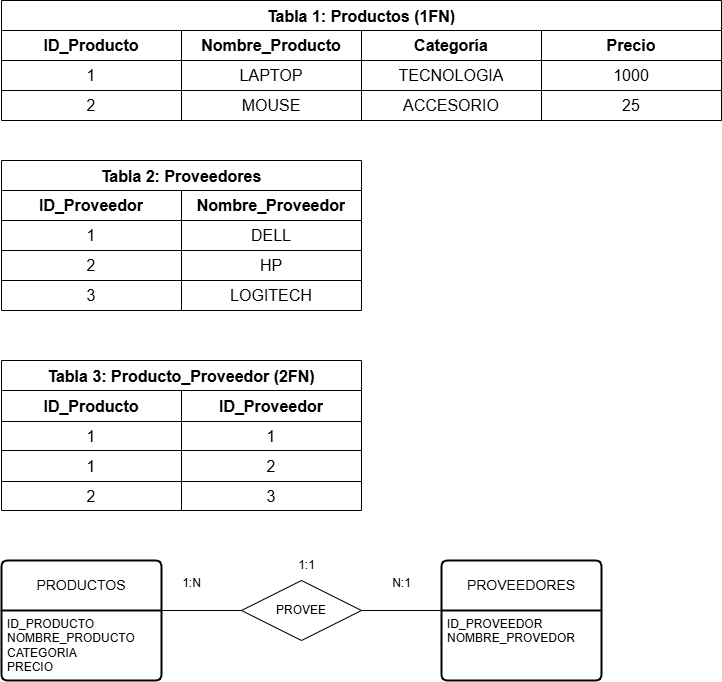 Tabla 1: Productos (1FN)
ID_Producto Nombre_Producto Categoría Precio
1 LAPTOP TECNOLOGIA 1000
2 MOUSE ACCESORIO 25
Tabla 2: Proveedores
ID_Proveedor Nombre_Proveedor
1 DELL
2 HP
3 LOGITECH
Tabla 3: Producto_Proveedor (2FN)
ID_Producto ID_Proveedor
1 1
1 2
2 3
1:1
1:N N:1
PRODUCTOS
ID_PRODUCTO
NOMBRE_PRODUCTO
CATEGORIA
PRECIO
PROVEE
PROVEEDORES
ID_PROVEEDOR
NOMBRE_PROVEDOR